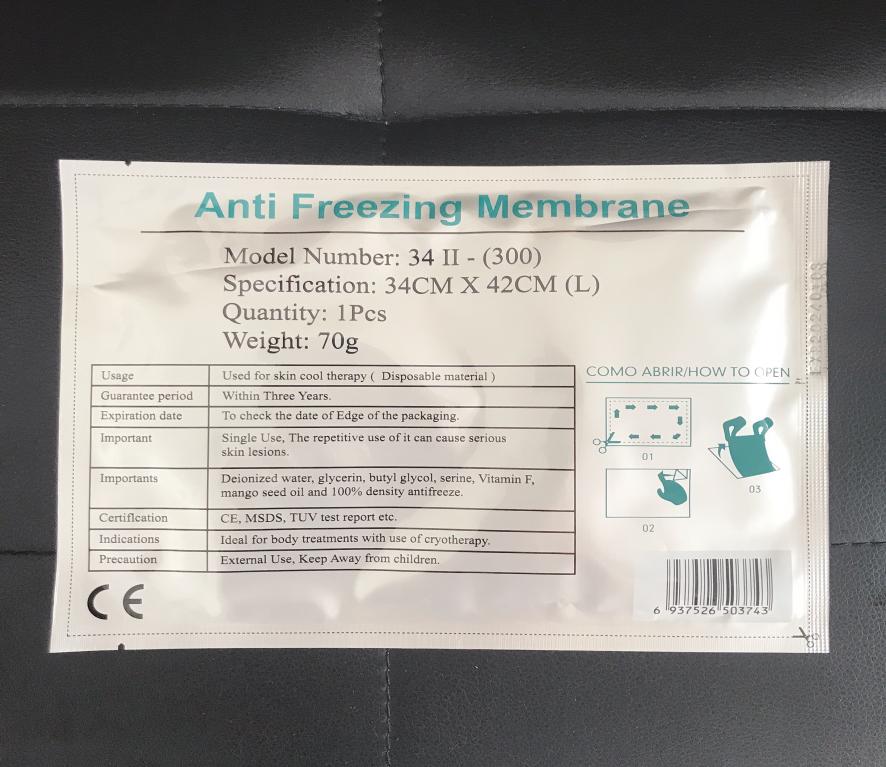 Anti Freezing Membrane
Model Number: 34 II - (300)
Specification: 34CM X 42CM (L)
Quantity: 1Pcs
Weight: 70g
Usage Used for skin cool therapy ( Disposable material )
Guarantee period Within Three Years.
Expiration date To check the date of Edge of the packaging.
Important Single Use, The repetitive use of it can cause serious
skin lesions.
Importants Deionized water, glycerin, butyl glycol, serine, Vitamin F,
mango seed oil and 100% density antifreeze.
Certification CE, MSDS, TUV test report etc.
Indications Ideal for body treatments with use of cryotherapy.
Precaution External Use, Keep Away from children.
CE
COMO ABRIR/HOW TO OPEN
01
02
03
6 937526 503743